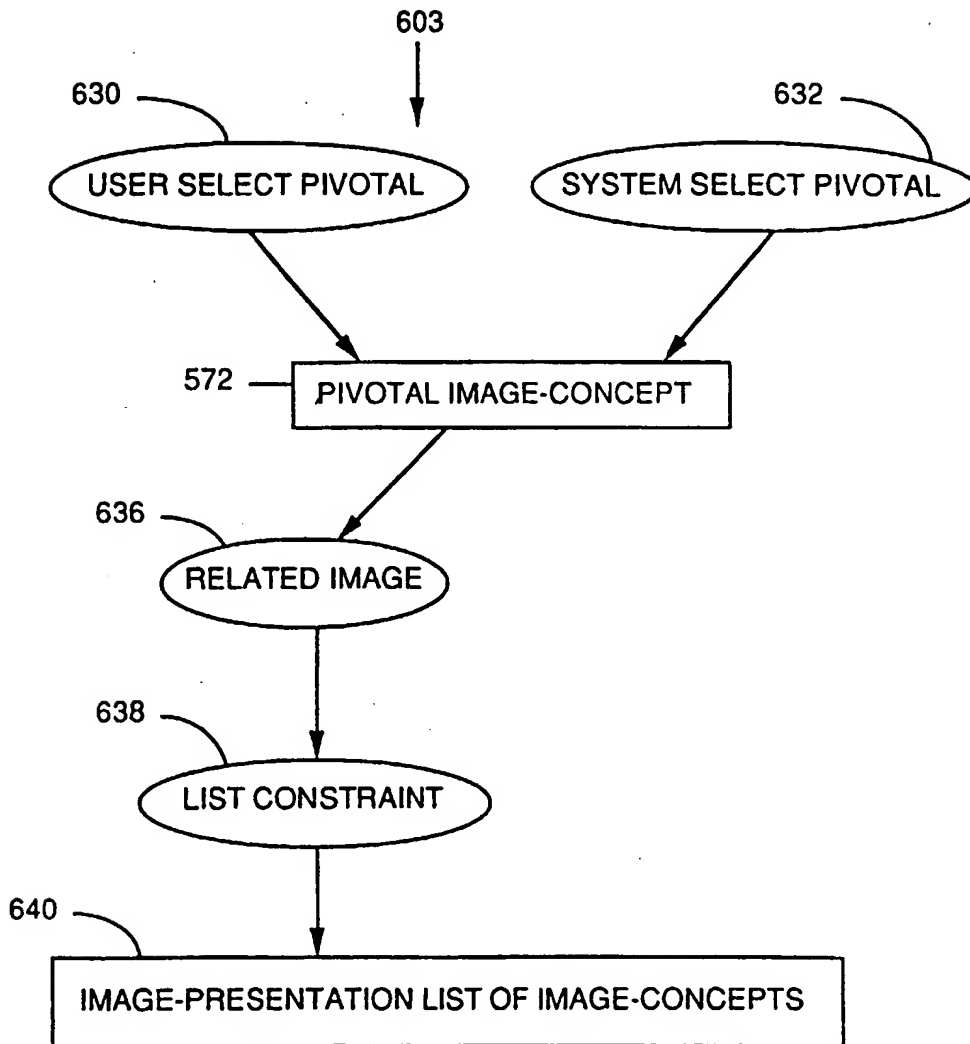 603
630
632
USER SELECT PIVOTAL
SYSTEM SELECT PIVOTAL
572
PIVOTAL IMAGE-CONCEPT
636
RELATED IMAGE
638
LIST CONSTRAINT
640
IMAGE-PRESENTATION LIST OF IMAGE-CONCEPTS